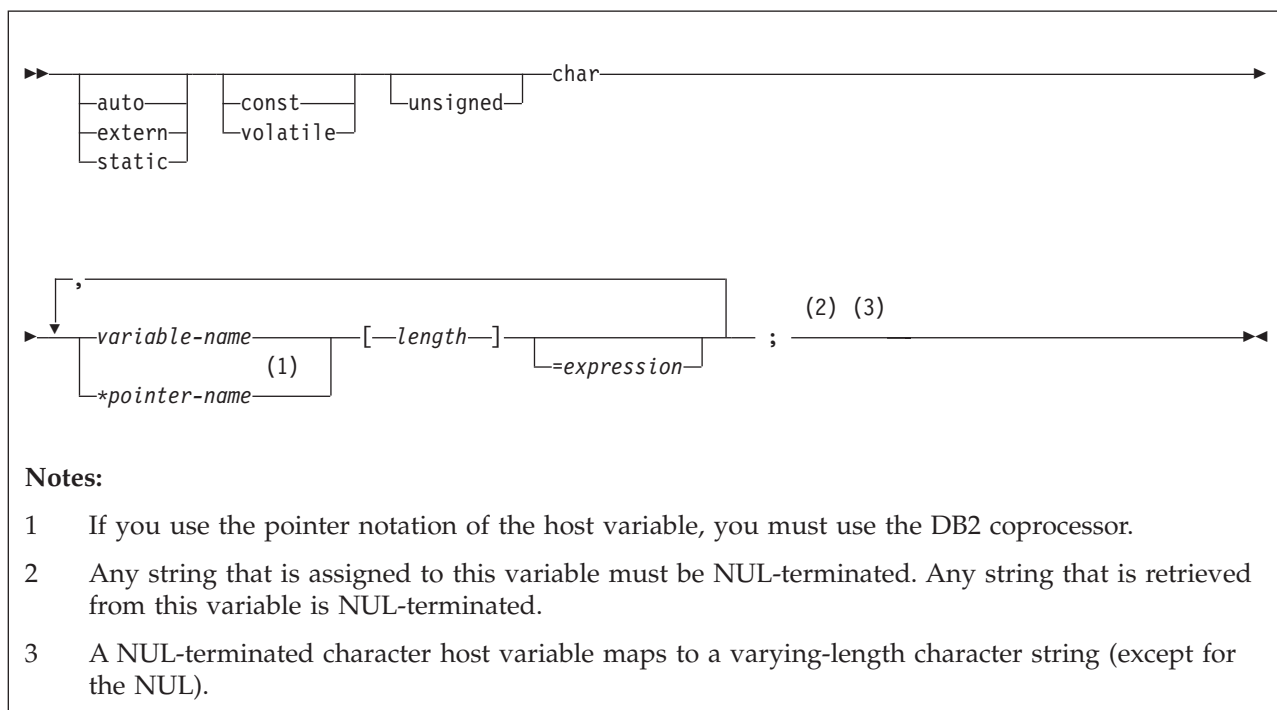 char
auto const unsigned
extern volatile
static
,
(2) (3)
variable-name [ length ] ;
(1) =expression
*pointer-name
Notes:
1 If you use the pointer notation of the host variable, you must use the DB2 coprocessor.
2 Any string that is assigned to this variable must be NUL-terminated. Any string that is retrieved
from this variable is NUL-terminated.
3 A NUL-terminated character host variable maps to a varying-length character string (except for
the NUL).